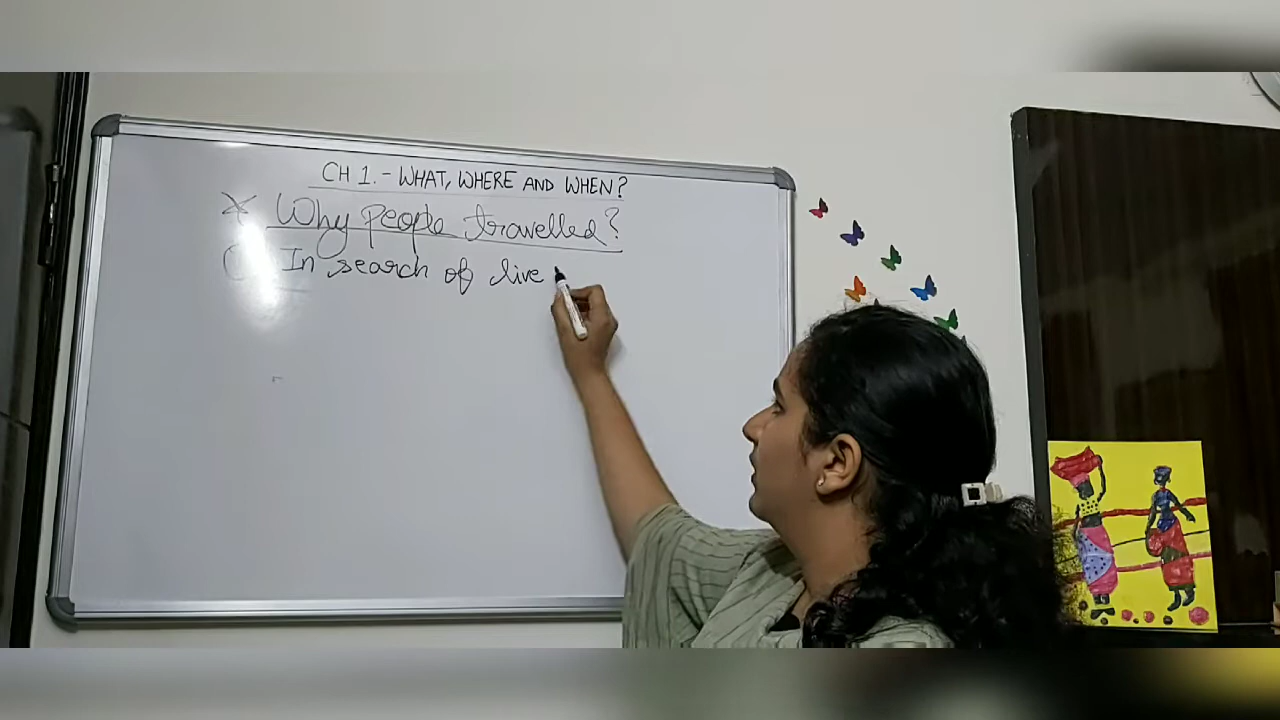 CH 1. - WHAT, WHERE AND WHEN?
Why people travelled?
In search of live